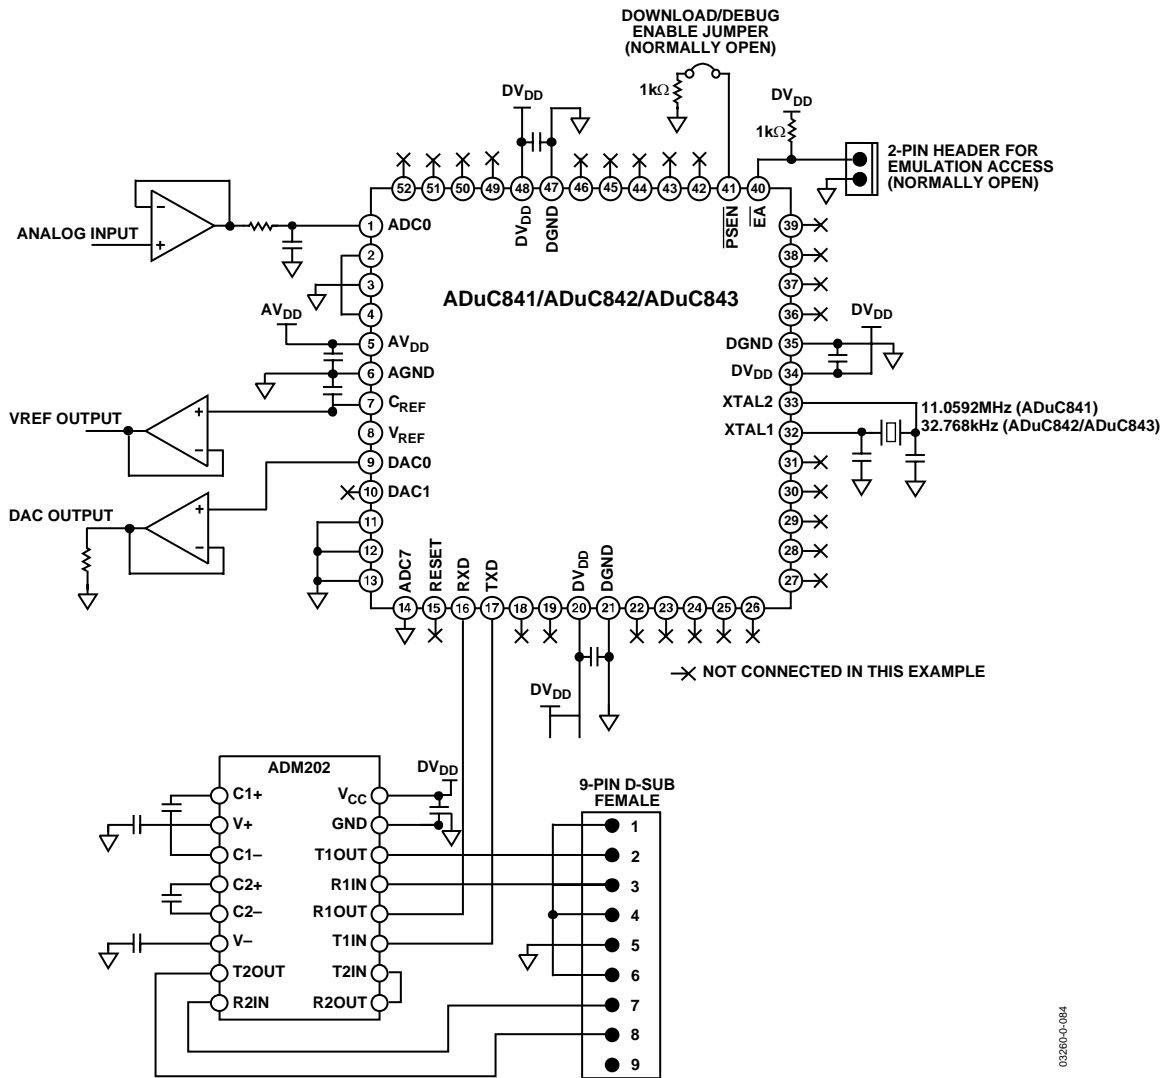 DOWNLOAD/DEBUG
ENABLE JUMPER
(NORMALLY OPEN)
DVDD
1kΩ
DVDD
1kΩ
2-PIN HEADER FOR
EMULATION ACCESS
(NORMALLY OPEN)
52 51 50 49 48 47 46 45 44 43 42 41 40
DVDD
DGND
PSEN
EA
ANALOG INPUT
1 ADC0
2
3
4
AVDD
5 AVDD
6 AGND
7 CREF
VREF OUTPUT
8 VREF
9 DAC0
10 DAC1
DAC OUTPUT
11
12
13
ADuC841/ADuC842/ADuC843
39
38
37
36
DVDD
DGND 35
DVDD 34
XTAL2 33
11.0592MHz (ADuC841)
32.768kHz (ADuC842/ADuC843)
XTAL1 32
31
30
29
28
27
ADC7
RESET
RXD
TXD
DVDD
DGND
14 15 16 17 18 19 20 21 22 23 24 25 26
NOT CONNECTED IN THIS EXAMPLE
DVDD
ADM202
DVDD
C1+
V+
C1–
C2+
C2–
V–
T2OUT
R2IN
VCC
GND
T1OUT
R1IN
R1OUT
T1IN
T2IN
R2OUT
9-PIN D-SUB
FEMALE
1
2
3
4
5
6
7
8
9
03260-0-084